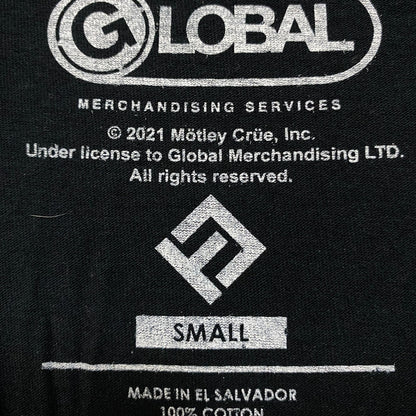 GLOBAL
MERCHANDISING SERVICES
© 2021 Mötley Crüe, Inc.
Under license to Global Merchandising LTD.
All rights reserved.
SMALL
MADE IN EL SALVADOR
100% COTTON